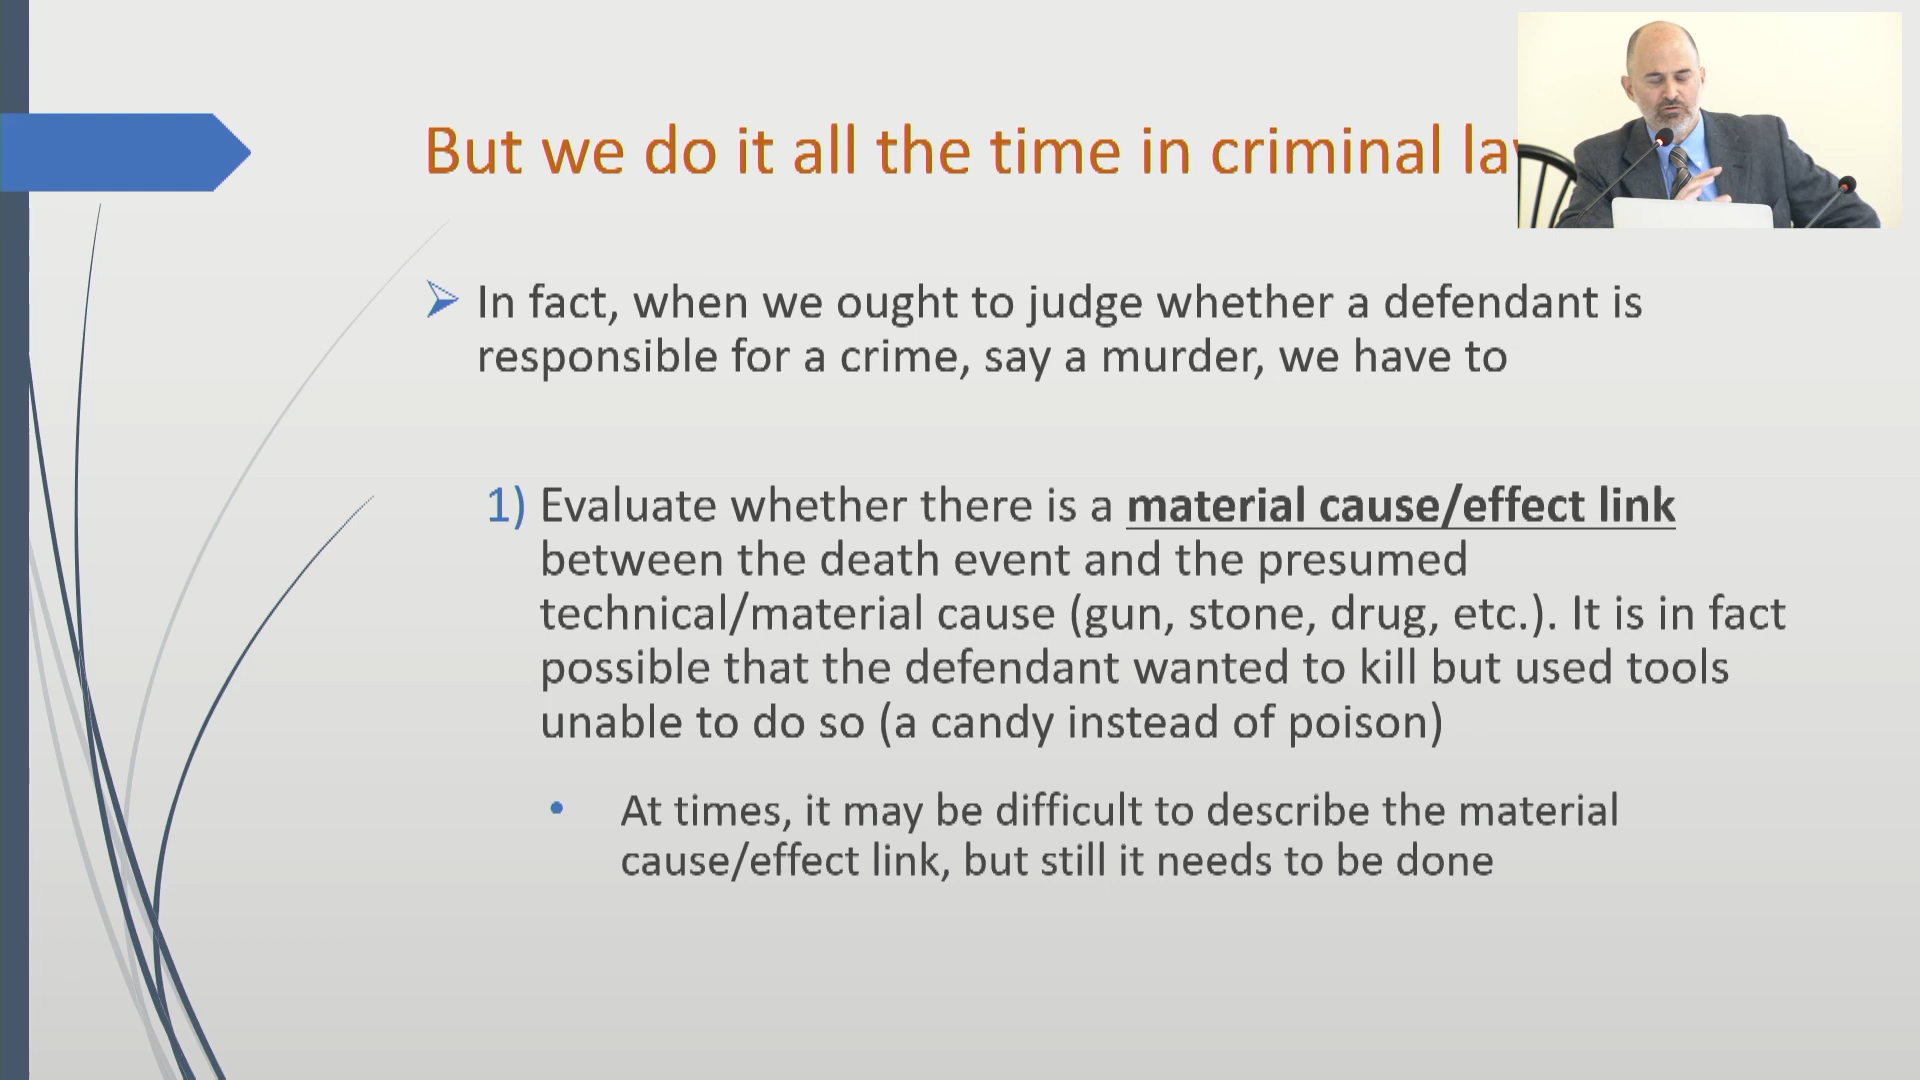 But we do it all the time in criminal
In fact, when we ought to judge whether a defendant is
responsible for a crime, say a murder, we have to
1) Evaluate whether there is a material cause/effect link
between the death event and the presumed
technical/material cause (gun, stone, drug, etc.). It is in fact
possible that the defendant wanted to kill but used tools
unable to do so (a candy instead of poison)
At times, it may be difficult to describe the material
cause/effect link, but still it needs to be done